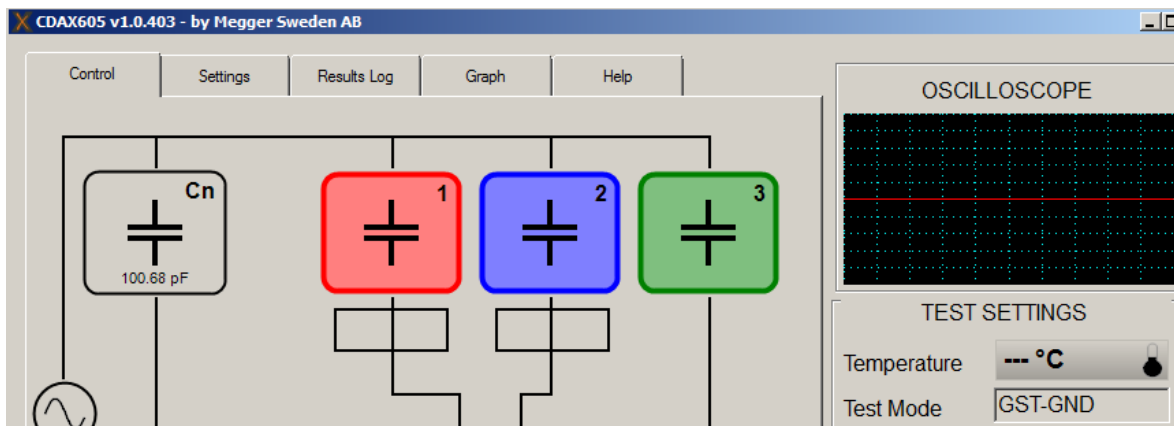 CDAX605 v1.0.403 - by Megger Sweden AB
Control Settings Results Log Graph Help
OSCILLOSCOPE
Cn 1 2 3
100.68 pF
TEST SETTINGS
Temperature --- °C
Test Mode GST-GND